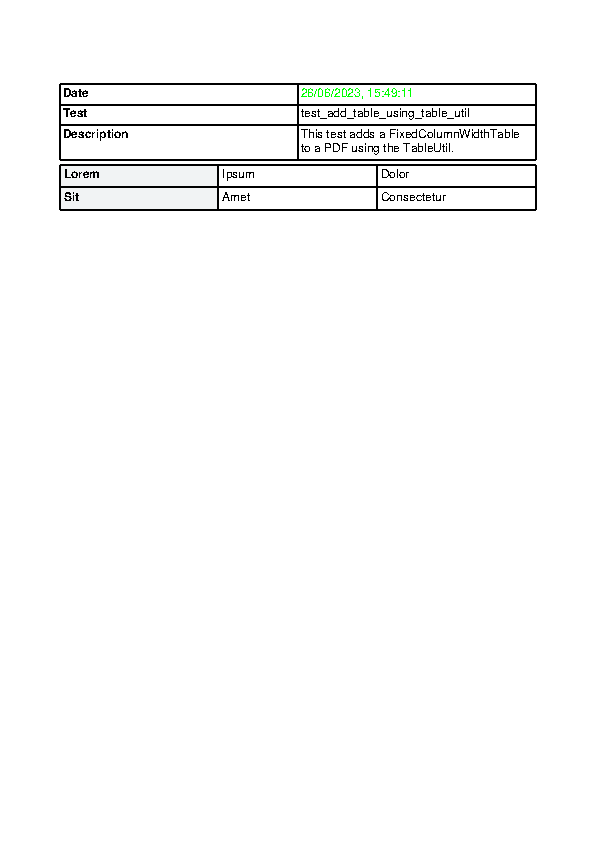 Date 26/06/2023, 15:49:11
Test test_add_table_using_table_util
Description This test adds a FixedColumnWidthTable
to a PDF using the TableUtil.
Lorem Ipsum Dolor
Sit Amet Consectetur